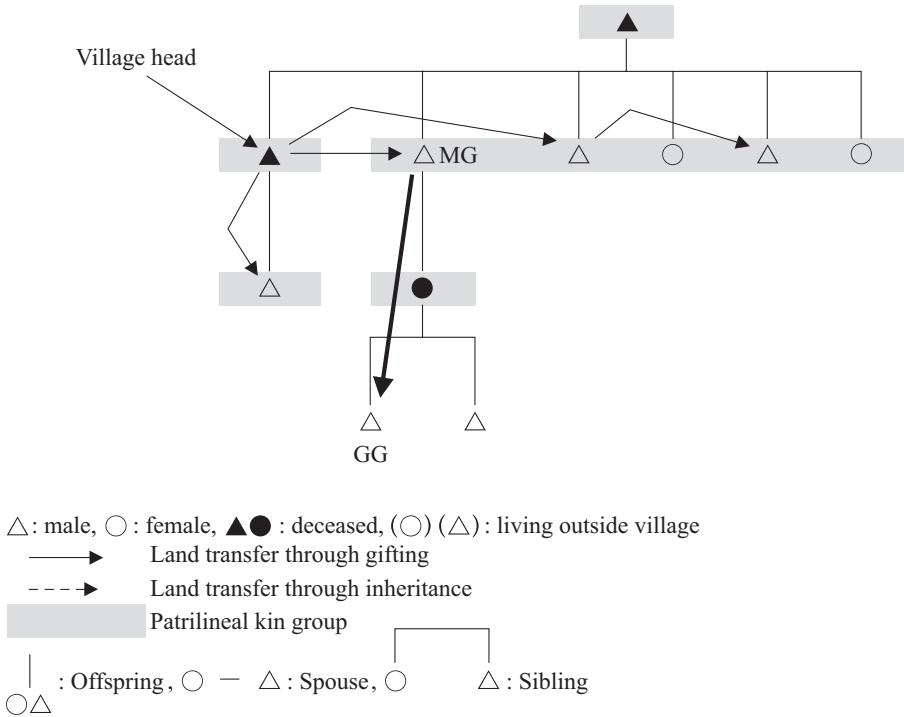 Village head
MG
GG
△ : male, ○ : female, ▲● : deceased, (○) (△) : living outside village
Land transfer through gifting
Land transfer through inheritance
Patrilineal kin group
: Offspring, ○ — △ : Spouse, ○ △ : Sibling
○△